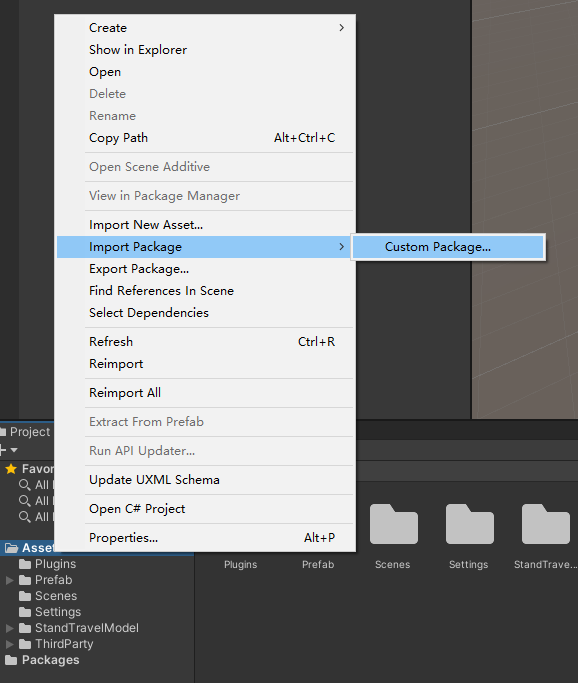 Create
Show in Explorer
Open
Delete
Rename
Copy Path Alt+Ctrl+C
Open Scene Additive
View in Package Manager
Import New Asset...
Import Package
Custom Package...
Export Package...
Find References In Scene
Select Dependencies
Refresh Ctrl+R
Reimport
Reimport All
Extract From Prefab
Run API Updater...
Update UXML Schema
Open C# Project
Properties... Alt+P
Project
Favor
All
All
All
Asset
Plugins
Prefab
Scenes
Settings
StandTravelModel
ThirdParty
Packages
Plugins
Prefab
Scenes
Settings
StandTrave...